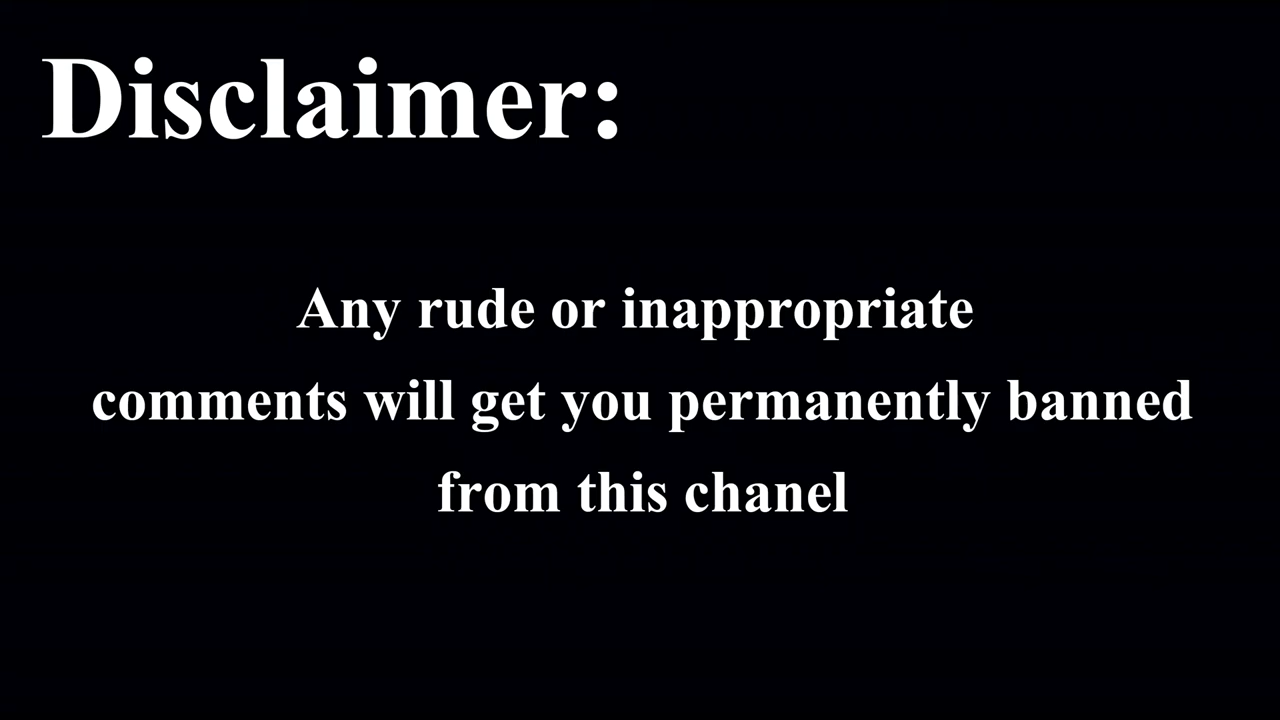 Disclaimer:
Any rude or inappropriate
comments will get you permanently banned
from this chanel